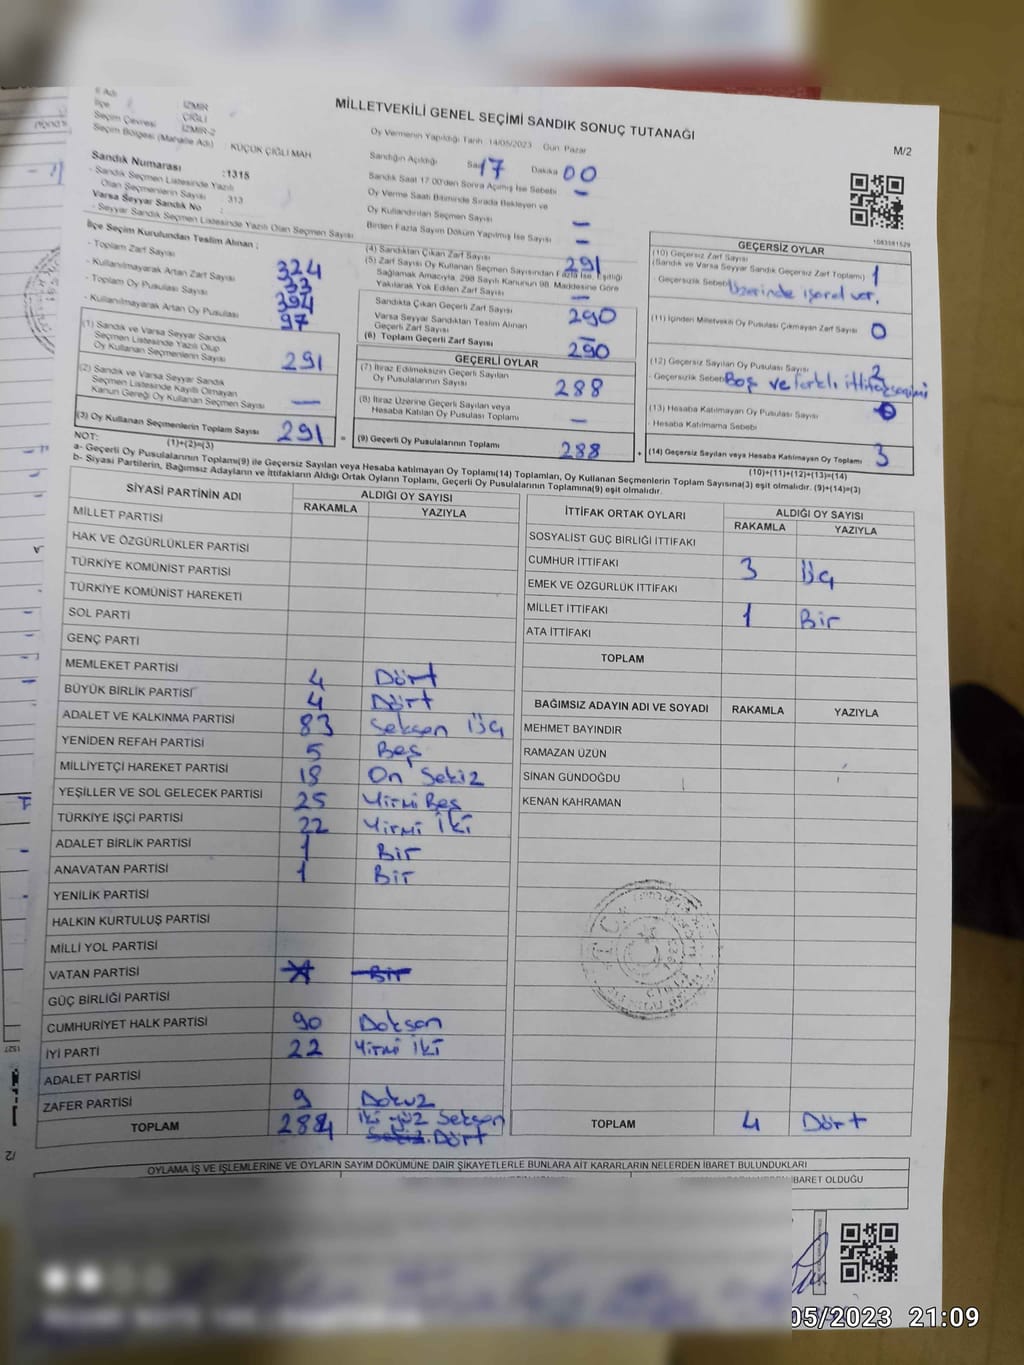 MİLLETVEKİLİ GENEL SEÇİMİ SANDIK SONUÇ TUTANAĞI
M/2
İl Adı İZMİR
İlçe ÇİĞLİ
Seçim Çevresi İZMİR-2
Seçim Bölgesi (Mahalle Adı) : KÜÇÜK ÇİĞLİ MAH
Sandık Numarası :1315
- Sandık Seçmen Listesinde Yazılı
Olan Seçmenlerin Sayısı : 313
Varsa Seyyar Sandık No :
- Seyyar Sandık Seçmen Listesinde Yazılı Olan Seçmen Sayısı
Oy Vermenin Yapıldığı Tarih: 14/05/2023 Gün: Pazar
Sandığın Açıldığı Saat 17 Dakika 00
Sandık Saat 17:00'den Sonra Açılmış İse Sebebi —
Oy Verme Saati Bitiminde Sırada Bekleyen ve
Oy Kullandırılan Seçmen Sayısı —
Birden Fazla Sayım Döküm Yapılmış İse Sayısı —
1083581529
İlçe Seçim Kurulundan Teslim Alınan ;
- Toplam Zarf Sayısı 324
- Kullanılmayarak Artan Zarf Sayısı 33
- Toplam Oy Pusulası Sayısı 394
- Kullanılmayarak Artan Oy Pusulası 97
(1) Sandık ve Varsa Seyyar Sandık
Seçmen Listesinde Yazılı Olup
Oy Kullanan Seçmenlerin Sayısı 291
(2) Sandık ve Varsa Seyyar Sandık
Seçmen Listesinde Kayıtlı Olmayan
Kanun Gereği Oy Kullanan Seçmen Sayısı —
(3) Oy Kullanan Seçmenlerin Toplam Sayısı 291
(1)+(2)=(3)
(4) Sandıktan Çıkan Zarf Sayısı 291
(5) Zarf Sayısı Oy Kullanan Seçmen Sayısından Fazla İse, Eşitliği
Sağlamak Amacıyla, 298 Sayılı Kanunun 98. Maddesine Göre
Yakılarak Yok Edilen Zarf Sayısı —
Sandıkta Çıkan Geçerli Zarf Sayısı 290
Varsa Seyyar Sandıktan Teslim Alınan
Geçerli Zarf Sayısı —
(6) Toplam Geçerli Zarf Sayısı 290
GEÇERLİ OYLAR
(7) İtiraz Edilmeksizin Geçerli Sayılan
Oy Pusulalarının Sayısı 288
(8) İtiraz Üzerine Geçerli Sayılan veya
Hesaba Katılan Oy Pusulası Toplamı —
= (9) Geçerli Oy Pusulalarının Toplamı 288
GEÇERSİZ OYLAR
(10) Geçersiz Zarf Sayısı
(Sandık ve Varsa Seyyar Sandık Geçersiz Zarf Toplamı) 1
- Geçersizlik Sebebi Üzerinde işaret var.
(11) İçinden Milletvekili Oy Pusulası Çıkmayan Zarf Sayısı 0
(12) Geçersiz Sayılan Oy Pusulası Sayısı 2
- Geçersizlik Sebebi Boş ve farklı ittifak seçimi
(13) Hesaba Katılmayan Oy Pusulası Sayısı 0
- Hesaba Katılmama Sebebi
+ (14) Geçersiz Sayılan veya Hesaba Katılmayan Oy Toplamı 3
(10)+(11)+(12)+(13)=(14)
NOT:
a- Geçerli Oy Pusulaları Toplamı(9) ile Geçersiz Sayılan veya Hesaba katılmayan Oy Toplamı(14) Toplamları, Oy Kullanan Seçmenlerin Toplam Sayısına(3) eşit olmalıdır. (9)+(14)=(3)
b- Siyasi Partilerin, Bağımsız Adayların ve İttifakların Aldığı Ortak Oyların Toplamı, Geçerli Oy Pusulalarının Toplamına(9) eşit olmalıdır.
SİYASİ PARTİNİN ADI ALDIĞI OY SAYISI
RAKAMLA YAZIYLA
MİLLET PARTİSİ
HAK VE ÖZGÜRLÜKLER PARTİSİ
TÜRKİYE KOMÜNİST PARTİSİ
TÜRKİYE KOMÜNİST HAREKETİ
SOL PARTİ
GENÇ PARTİ
MEMLEKET PARTİSİ 4 Dört
BÜYÜK BİRLİK PARTİSİ 4 Dört
ADALET VE KALKINMA PARTİSİ 83 Seksen Üç
YENİDEN REFAH PARTİSİ 5 Beş
MİLLİYETÇİ HAREKET PARTİSİ 18 On Sekiz
YEŞİLLER VE SOL GELECEK PARTİSİ 25 Yirmi Beş
TÜRKİYE İŞÇİ PARTİSİ 22 Yirmi İki
ADALET BİRLİK PARTİSİ 1 Bir
ANAVATAN PARTİSİ 1 Bir
YENİLİK PARTİSİ
HALKIN KURTULUŞ PARTİSİ
MİLLİ YOL PARTİSİ
VATAN PARTİSİ Bir
GÜÇ BİRLİĞİ PARTİSİ
CUMHURİYET HALK PARTİSİ 90 Doksan
İYİ PARTİ 22 Yirmi İki
ADALET PARTİSİ
ZAFER PARTİSİ 9 Dokuz
TOPLAM 284 İki yüz Seksen
Sekiz Dört
İTTİFAK ORTAK OYLARI ALDIĞI OY SAYISI
RAKAMLA YAZIYLA
SOSYALİST GÜÇ BİRLİĞİ İTTİFAKI
CUMHUR İTTİFAKI 3 Üç
EMEK VE ÖZGÜRLÜK İTTİFAKI
MİLLET İTTİFAKI 1 Bir
ATA İTTİFAKI
TOPLAM
BAĞIMSIZ ADAYIN ADI VE SOYADI RAKAMLA YAZIYLA
MEHMET BAYINDIR
RAMAZAN ÜZÜN
SİNAN GÜNDOĞDU
KENAN KAHRAMAN
TOPLAM 4 Dört
OYLAMA İŞ VE İŞLEMLERİNE VE OYLARIN SAYIM DÖKÜMÜNE DAİR ŞİKAYETLERLE BUNLARA AİT KARARLARIN NELERDEN İBARET BULUNDUKLARI
İBARET OLDUĞU
05/2023 21:09